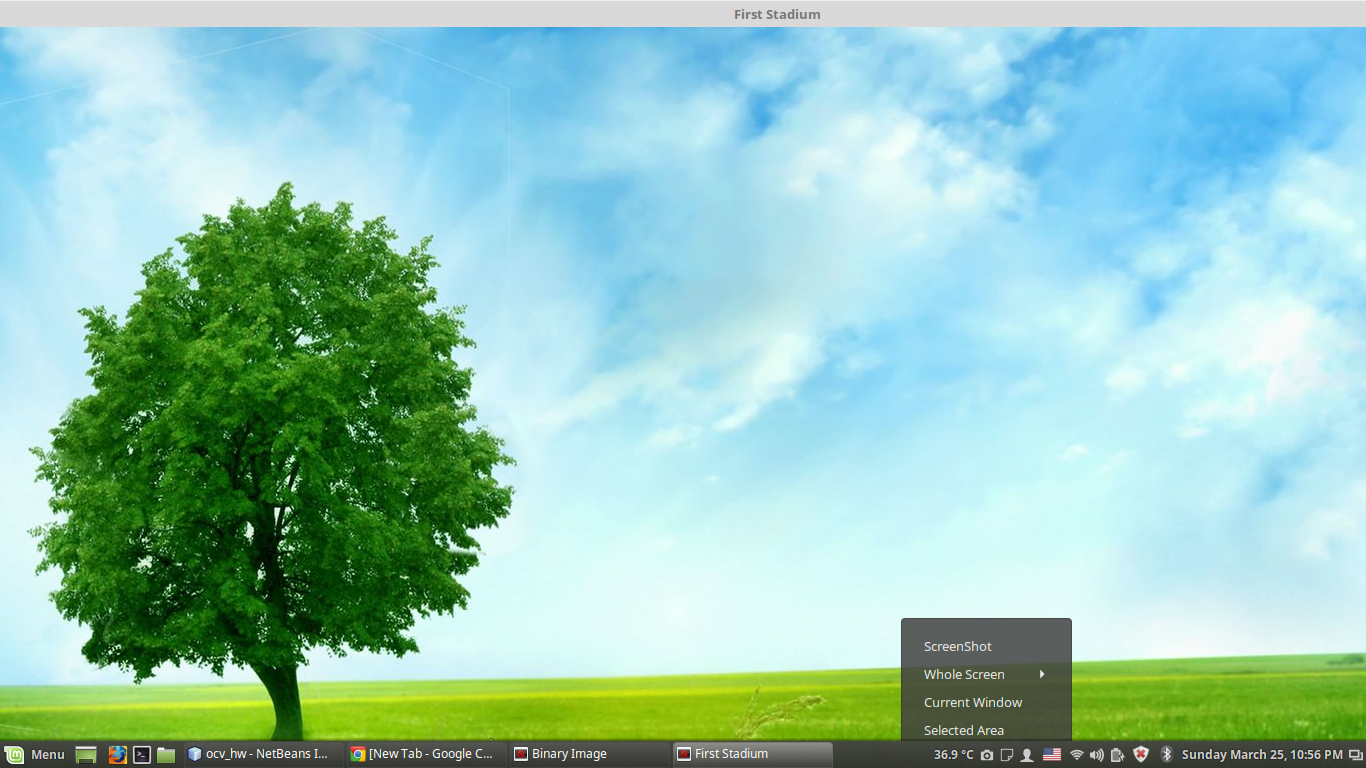 First Stadium
ScreenShot
Whole Screen
Current Window
Selected Area
Menu
ocv_hw - NetBeans I...
[New Tab - Google C...
Binary Image
First Stadium
36.9 °C
Sunday March 25, 10:56 PM